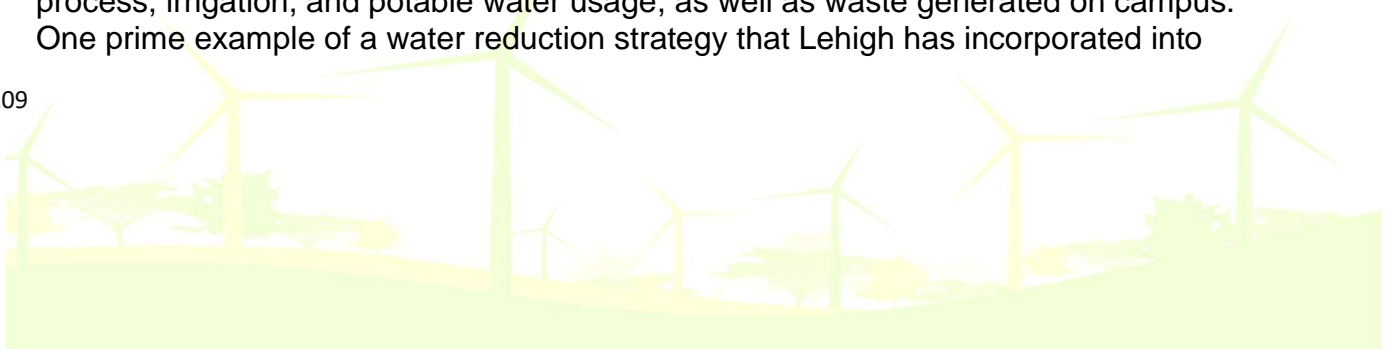 process, irrigation, and potable water usage, as well as waste generated on campus.
One prime example of a water reduction strategy that Lehigh has incorporated into
09